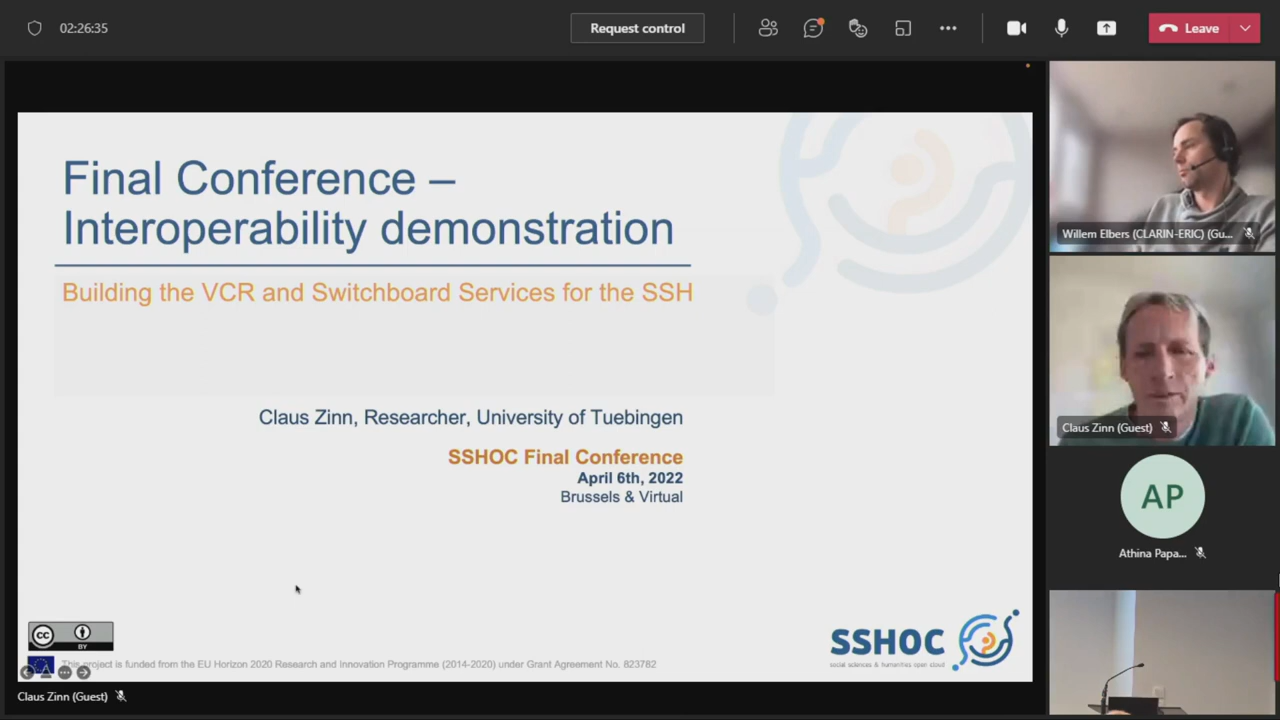 02:26:35
Request control
Leave
Final Conference –
Interoperability demonstration
Building the VCR and Switchboard Services for the SSH
Claus Zinn, Researcher, University of Tuebingen
SSHOC Final Conference
April 6th, 2022
Brussels & Virtual
cc
BY
This project is funded from the EU Horizon 2020 Research and Innovation Programme (2014-2020) under Grant Agreement No. 823782
SSHOC
social sciences & humanities open cloud
Claus Zinn (Guest)
Willem Elbers (CLARIN-ERIC) (Gu...
Claus Zinn (Guest)
AP
Athina Papa...